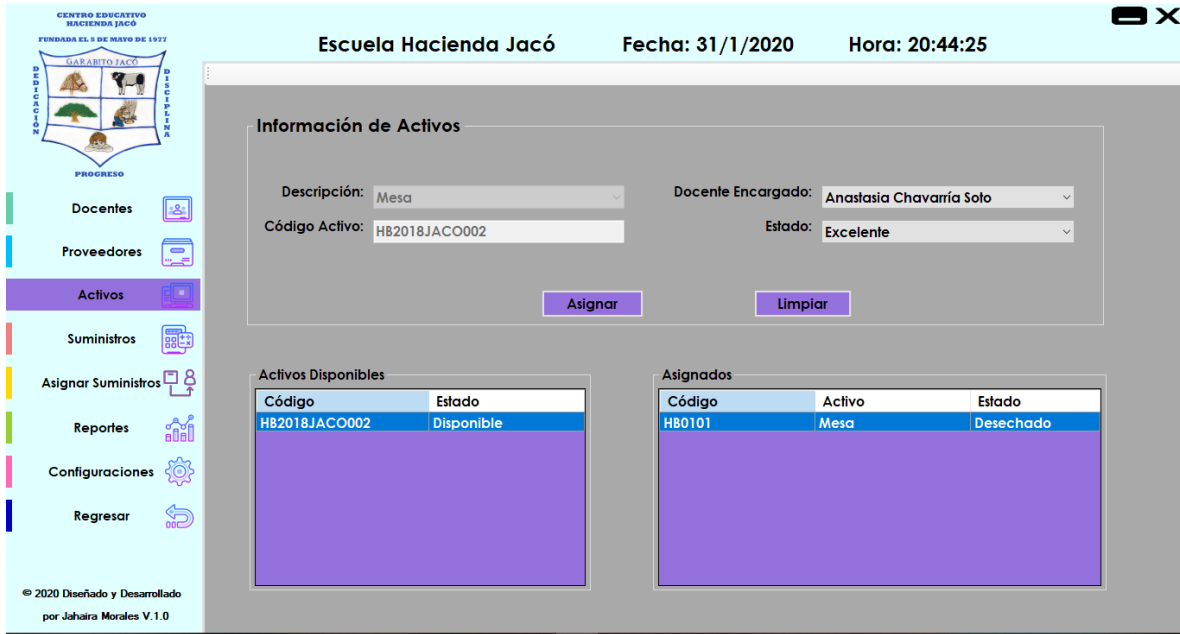 CENTRO EDUCATIVO
HACIENDA JACÓ
FUNDADA EL 5 DE MAYO DE 1977
GARABITO JACÓ
DEDICACIÓN
DISCIPLINA
PROGRESO
Escuela Hacienda Jacó Fecha: 31/1/2020 Hora: 20:44:25
Docentes
Proveedores
Activos
Suministros
Asignar Suministros
Reportes
Configuraciones
Regresar
© 2020 Diseñado y Desarrollado
por Jahaira Morales V.1.0
Información de Activos
Descripción: Mesa Docente Encargado: Anastasia Chavarría Soto
Código Activo: HB2018JACO002 Estado: Excelente
Asignar Limpiar
Activos Disponibles
Código Estado
HB2018JACO002 Disponible
Asignados
Código Activo Estado
HB0101 Mesa Desechado